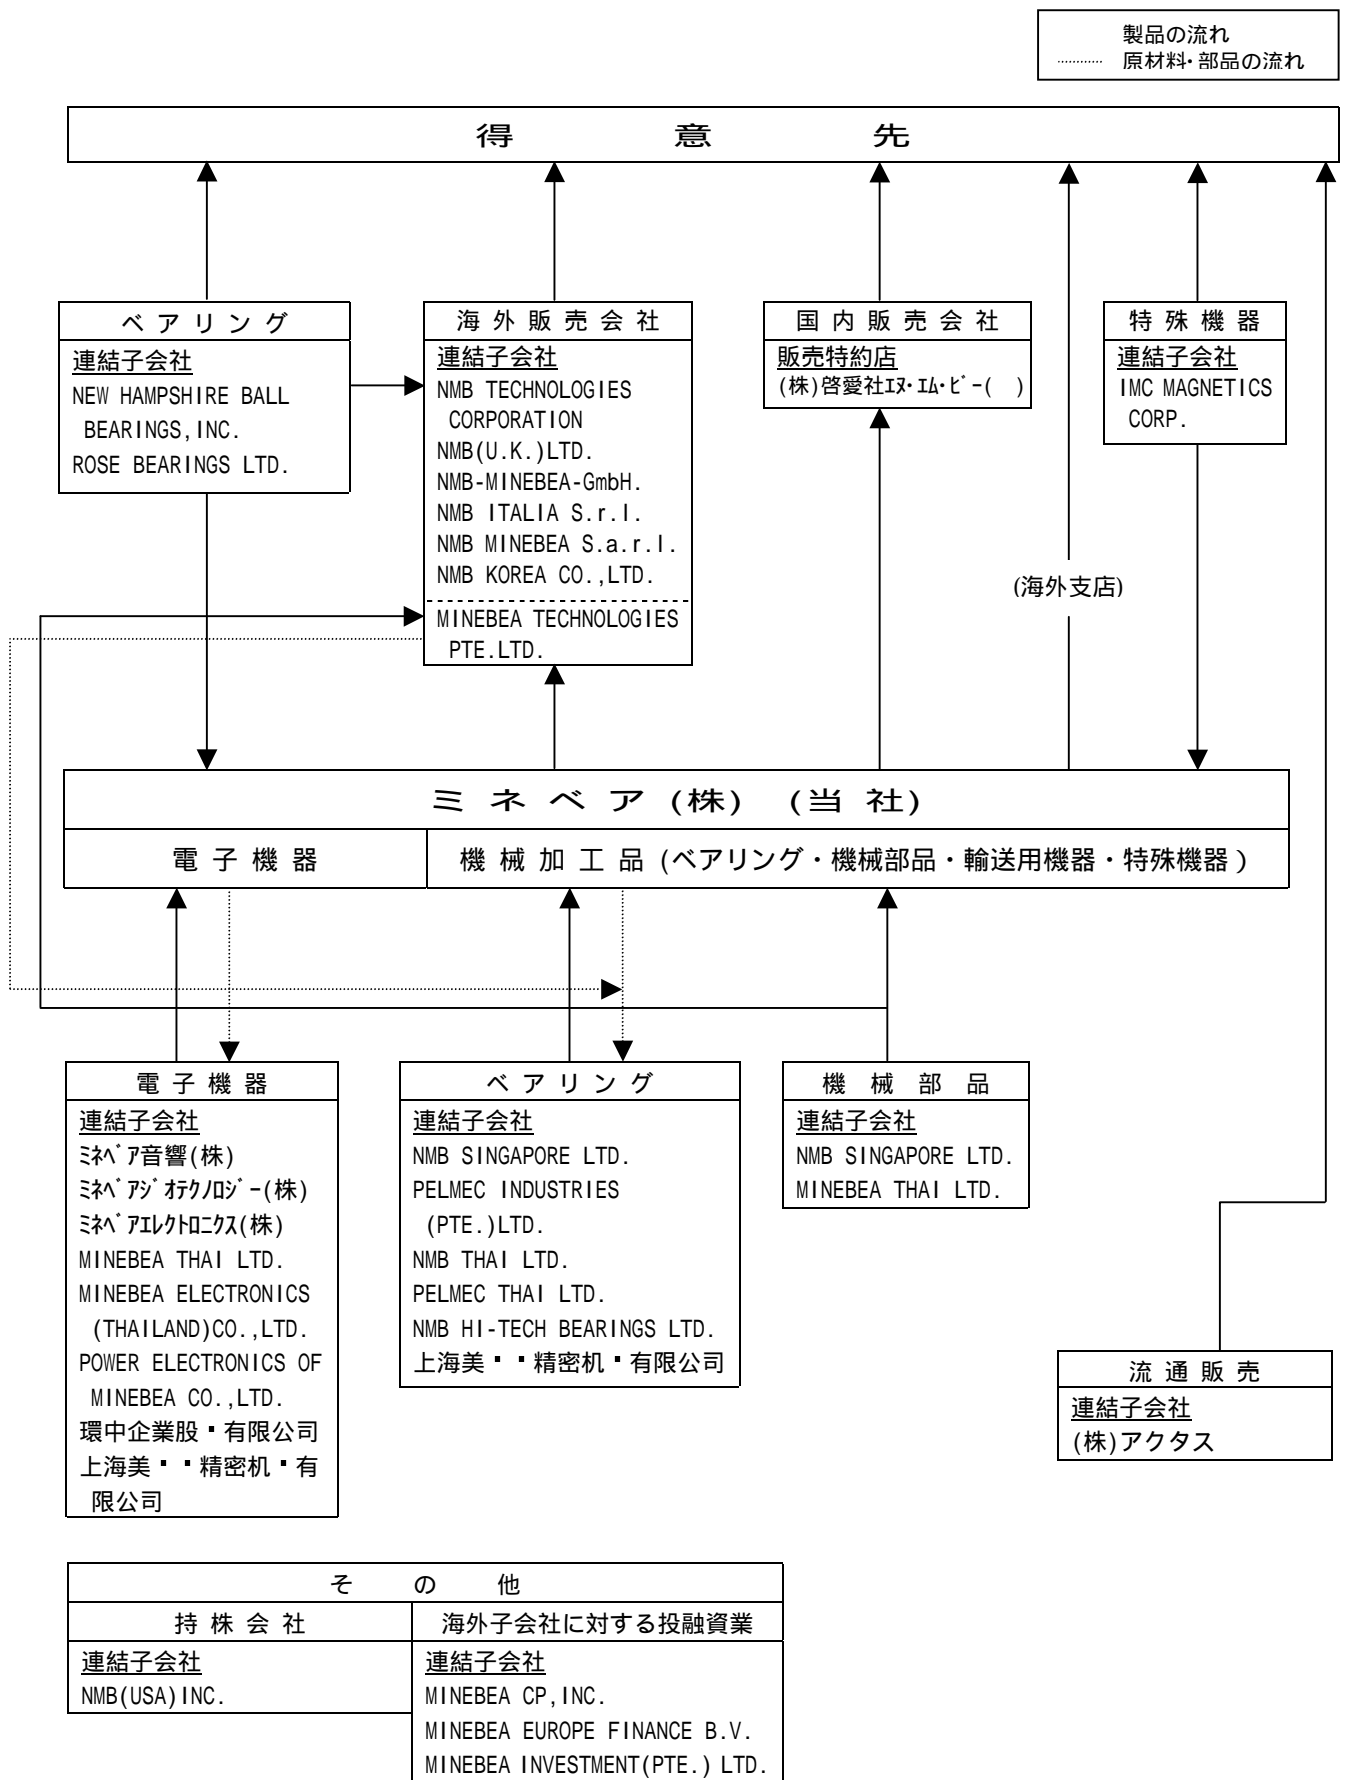 製品の流れ
原材料・部品の流れ
得意先
ベアリング
連結子会社
NEW HAMPSHIRE BALL
BEARINGS,INC.
ROSE BEARINGS LTD.
海外販売会社
連結子会社
NMB TECHNOLOGIES
CORPORATION
NMB(U.K.)LTD.
NMB-MINEBEA-GmbH.
NMB ITALIA S.r.l.
NMB MINEBEA S.a.r.l.
NMB KOREA CO.,LTD.
MINEBEA TECHNOLOGIES
PTE.LTD.
国内販売会社
販売特約店
(株)啓愛社ｴﾇ・ｴﾑ・ﾋﾞｰ( )
特殊機器
連結子会社
IMC MAGNETICS
CORP.
(海外支店)
ミネベア(株) (当社)
電子機器
機械加工品(ベアリング・機械部品・輸送用機器・特殊機器)
電子機器
連結子会社
ﾐﾈﾍﾞｱ音響(株)
ﾐﾈﾍﾞｱｼﾞｵﾃｸﾉﾛｼﾞｰ(株)
ﾐﾈﾍﾞｱｴﾚｸﾄﾛﾆｸｽ(株)
MINEBEA THAI LTD.
MINEBEA ELECTRONICS
(THAILAND)CO.,LTD.
POWER ELECTRONICS OF
MINEBEA CO.,LTD.
環中企業股▪有限公司
上海美▪▪精密机▪有
限公司
ベアリング
連結子会社
NMB SINGAPORE LTD.
PELMEC INDUSTRIES
(PTE.)LTD.
NMB THAI LTD.
PELMEC THAI LTD.
NMB HI-TECH BEARINGS LTD.
上海美▪▪精密机▪有限公司
機械部品
連結子会社
NMB SINGAPORE LTD.
MINEBEA THAI LTD.
流通販売
連結子会社
(株)アクタス
その他
持株会社
連結子会社
NMB(USA)INC.
海外子会社に対する投融資業
連結子会社
MINEBEA CP,INC.
MINEBEA EUROPE FINANCE B.V.
MINEBEA INVESTMENT(PTE.) LTD.